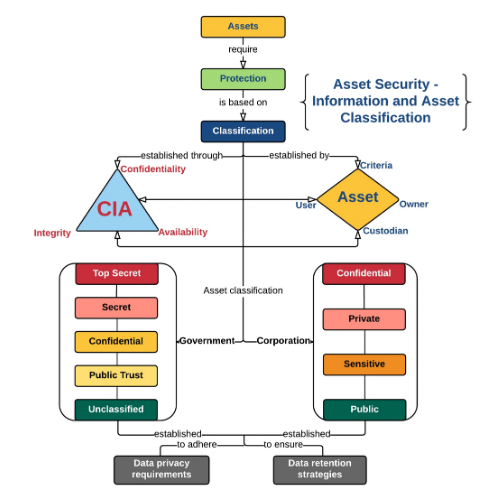 Assets
require
Protection
is based on
Classification
Asset Security -
Information and Asset
Classification
established through
established by
Confidentiality
Criteria
CIA
Asset
User
Owner
Integrity
Availability
Custodian
Asset classification
Top Secret
Secret
Confidential
Public Trust
Unclassified
Government
Corporation
Confidential
Private
Sensitive
Public
established
established
to adhere
to ensure
Data privacy
requirements
Data retention
strategies